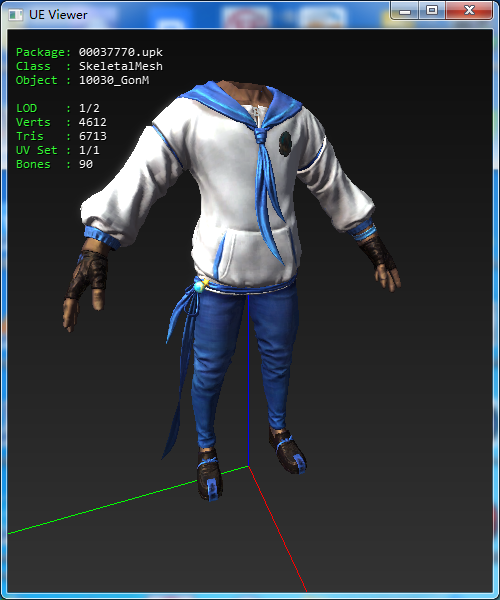 UE Viewer
Package: 00037770.upk
Class : SkeletalMesh
Object : 10030_GonM
LOD : 1/2
Verts : 4612
Tris : 6713
UV Set : 1/1
Bones : 90